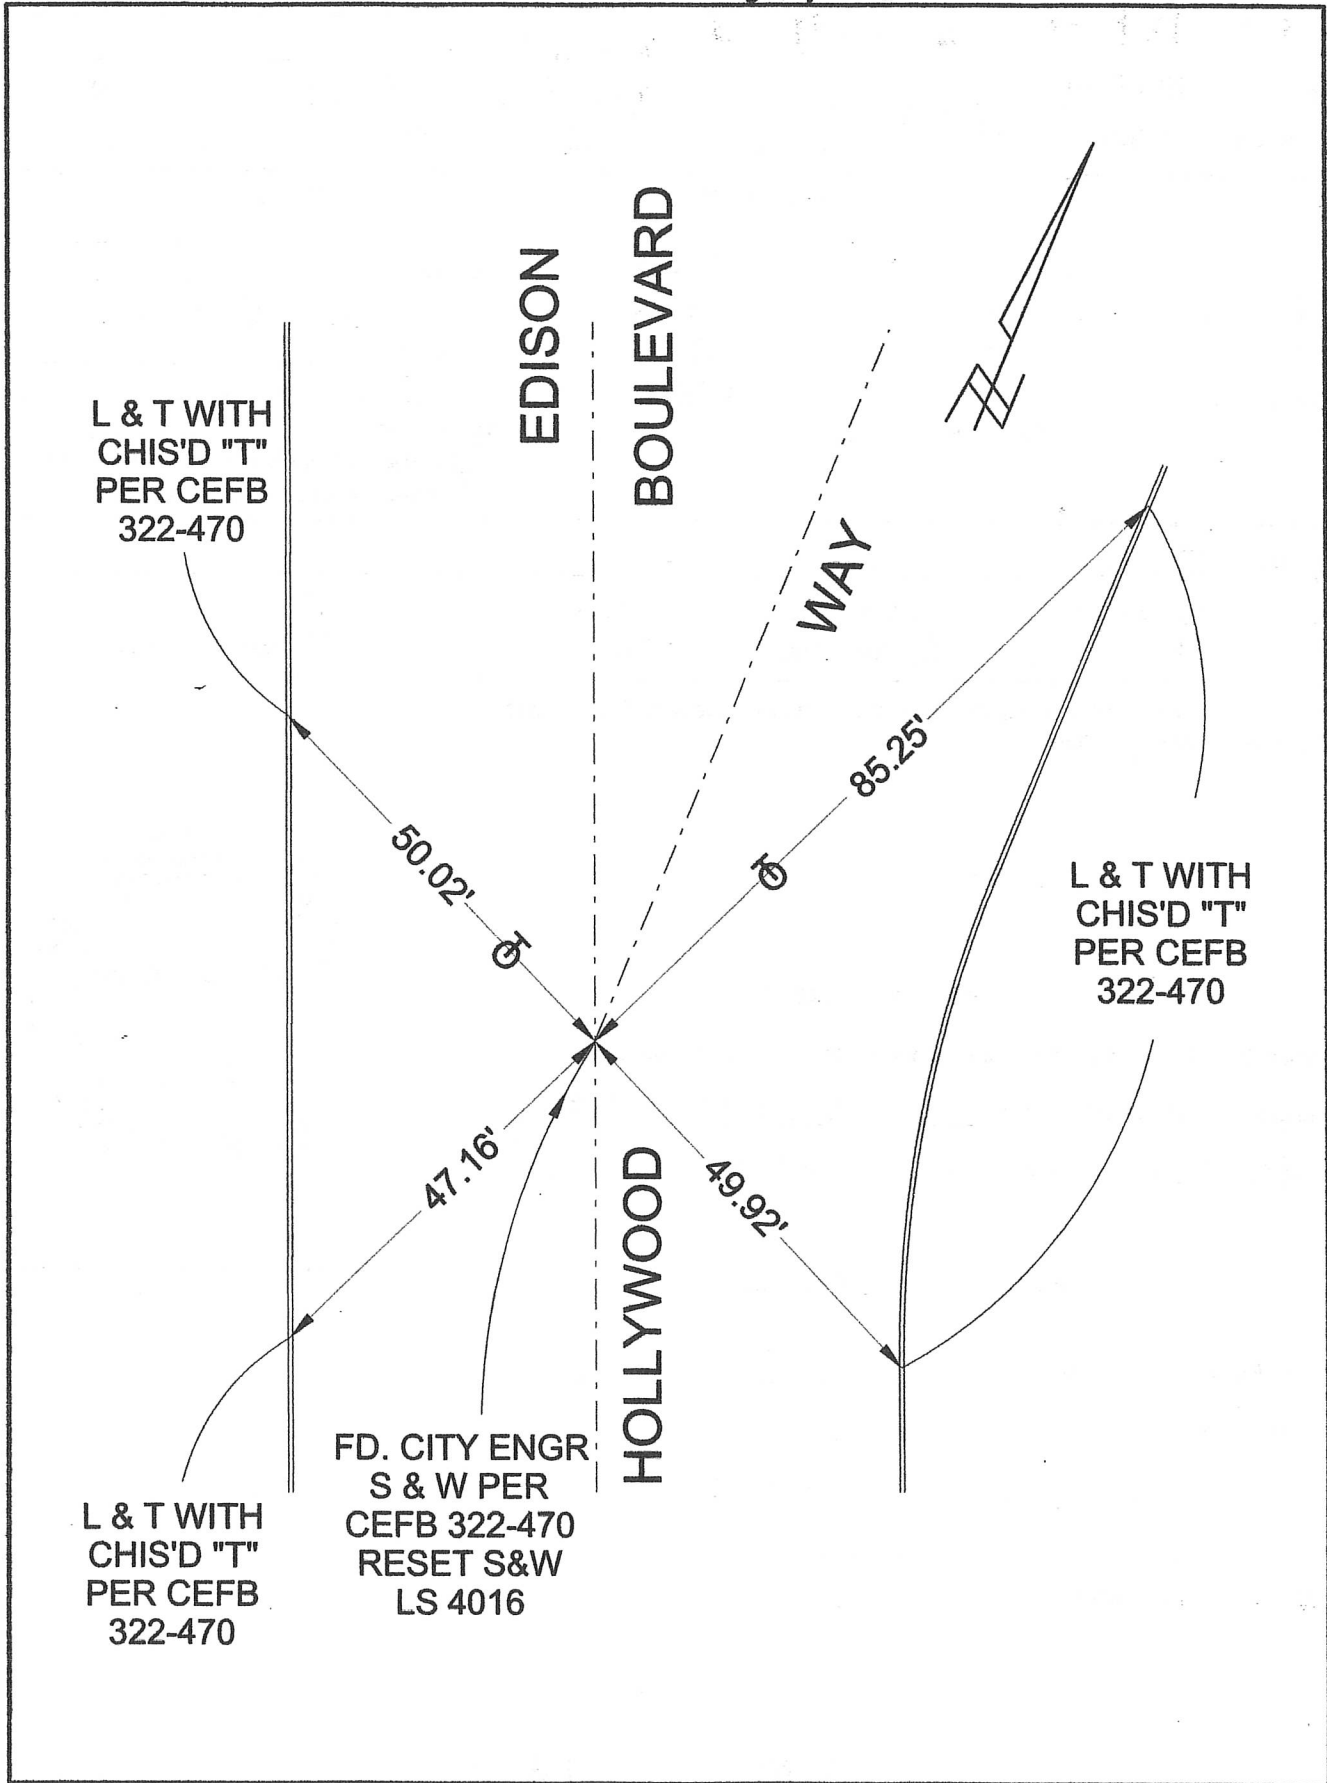 EDISON
BOULEVARD
L & T WITH
CHIS'D "T"
PER CEFB
322-470
WAY
85.25'
50.02'
L & T WITH
CHIS'D "T"
PER CEFB
322-470
47.16'
49.92'
HOLLYWOOD
FD. CITY ENGR
S & W PER
CEFB 322-470
RESET S&W
LS 4016
L & T WITH
CHIS'D "T"
PER CEFB
322-470